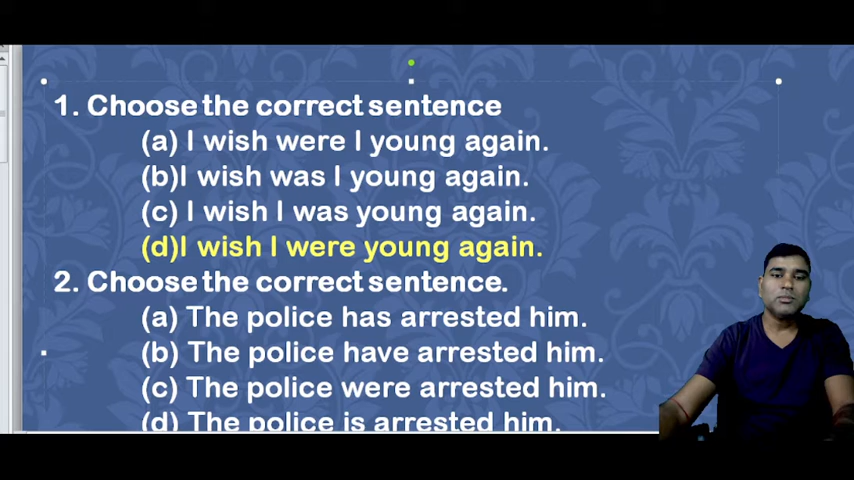 1. Choose the correct sentence
(a) I wish were I young again.
(b)I wish was I young again.
(c) I wish I was young again.
(d)I wish I were young again.
2. Choose the correct sentence.
(a) The police has arrested him.
(b) The police have arrested him.
(c) The police were arrested him.
(d) The police is arrested him.